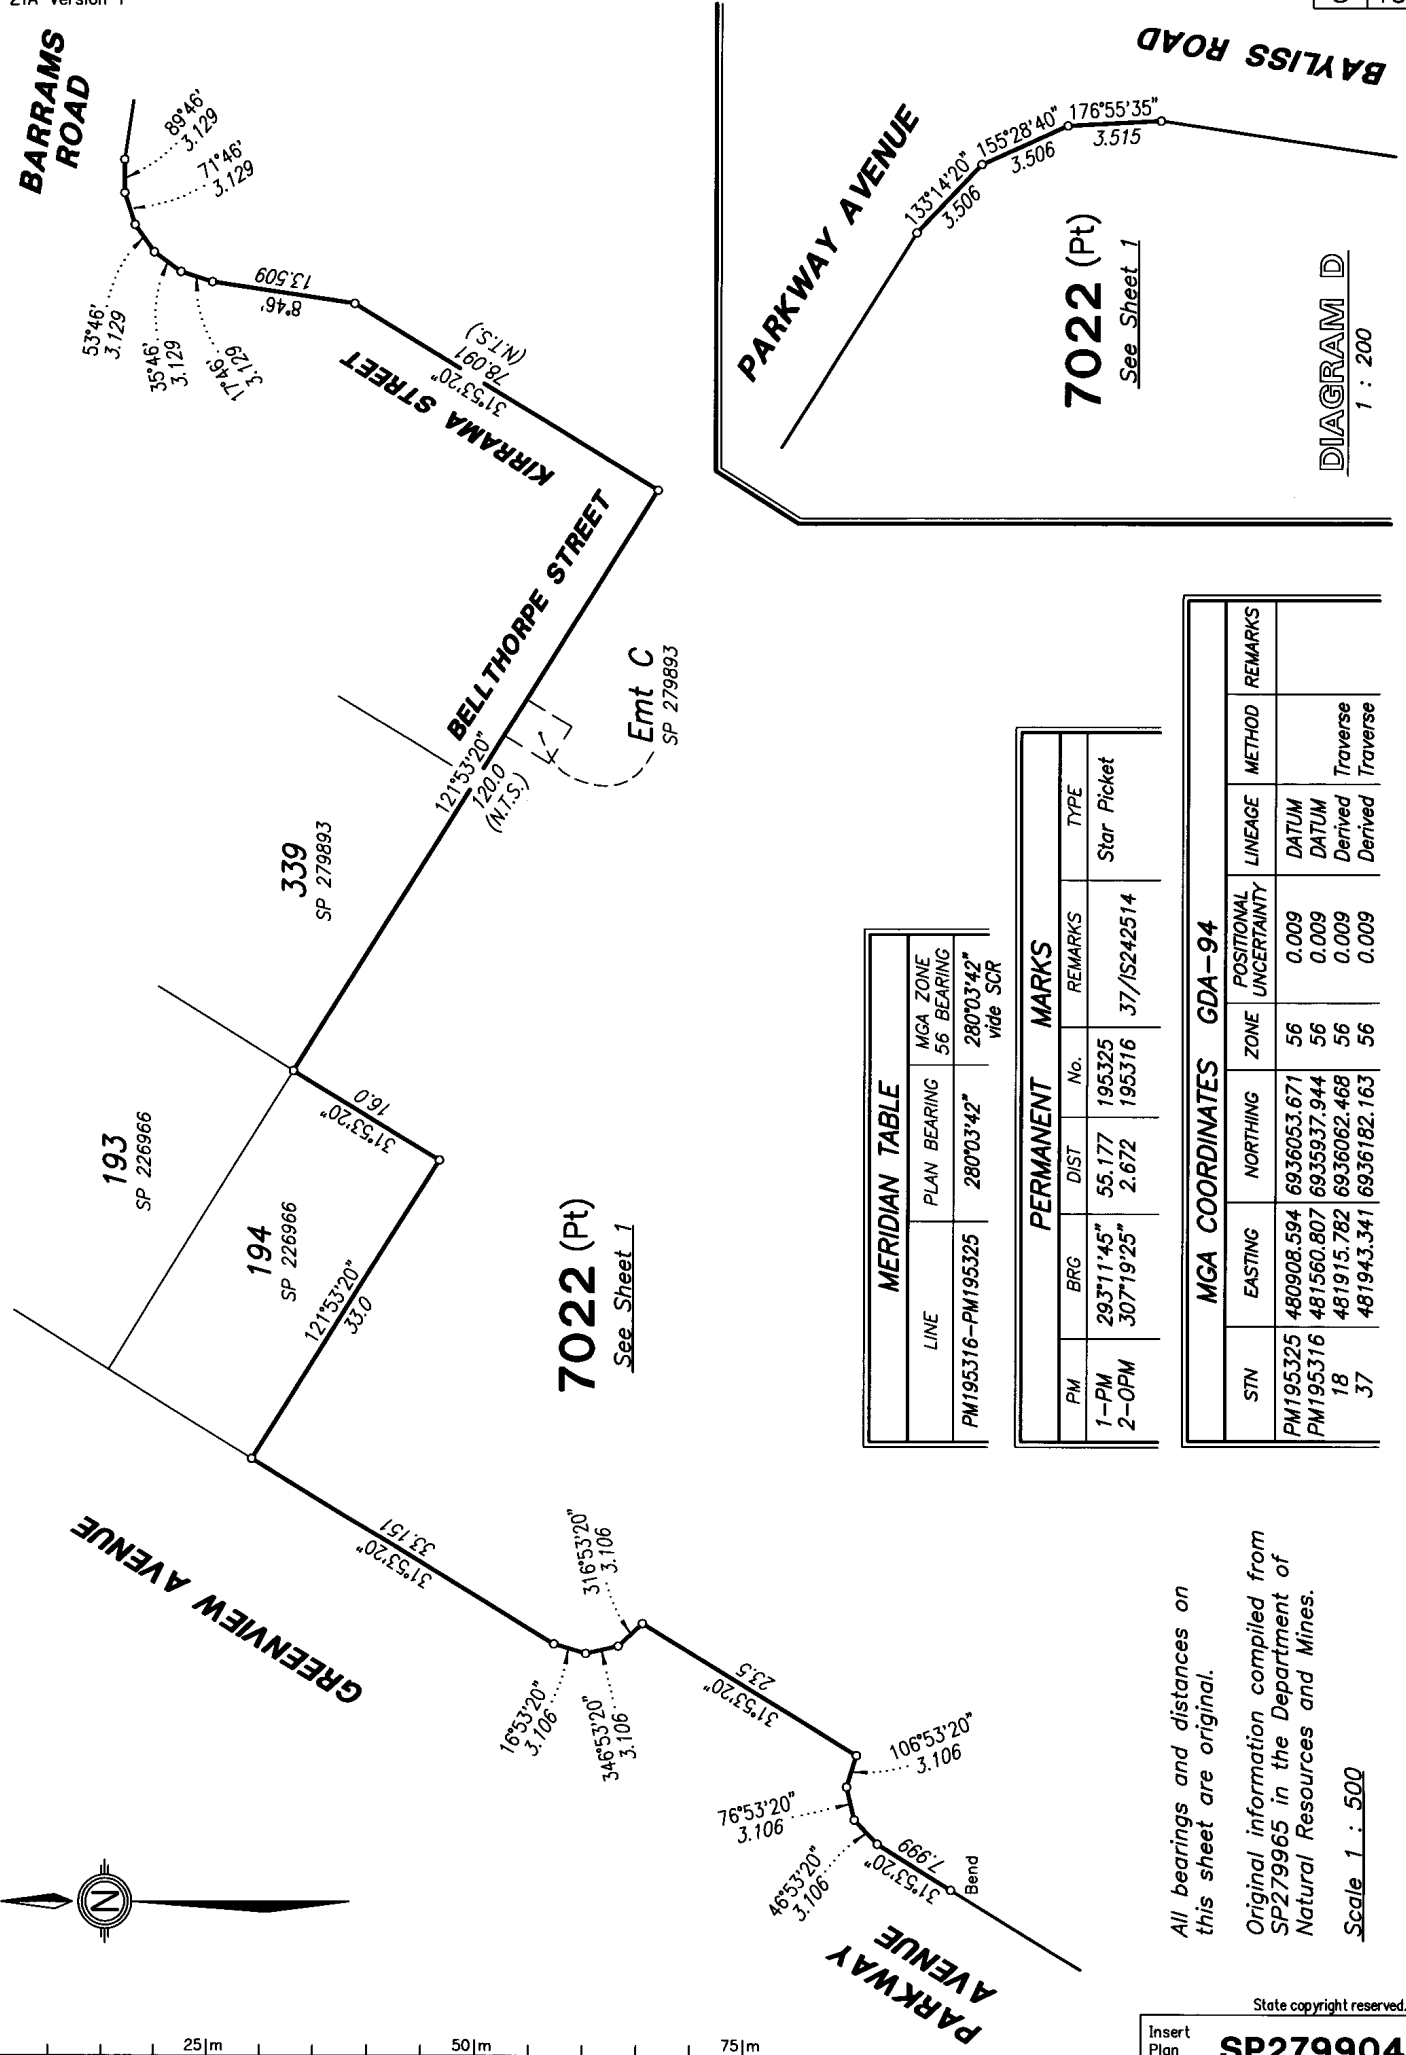 BARRAMS
ROAD
89°46'
3.129
71°46'
3.129
53°46'
3.129
35°46'
3.129
17°46'
3.129
8°46'
13.509
KIRRAMA STREET
31°53'20"
78.091
(N.T.S.)
BELLTHORPE STREET
121°53'20"
120.0
(N.T.S.)
Emt C
SP 279893
339
SP 279893
193
SP 226966
194
SP 226966
31°53'20"
16.0
121°53'20"
33.0
7022 (Pt)
See Sheet 1
GREENVIEW AVENUE
31°53'20"
33.151
16°53'20"
3.106
346°53'20"
3.106
316°53'20"
3.106
31°53'20"
23.5
106°53'20"
3.106
76°53'20"
3.106
46°53'20"
3.106
31°53'20"
7.999
Bend
PARKWAY
AVENUE
N
PARKWAY AVENUE
BAYLISS ROAD
133°14'20"
3.506
155°28'40"
3.506
176°55'35"
3.515
7022 (Pt)
See Sheet 1
DIAGRAM D
1 : 200
MERIDIAN TABLE
LINE PLAN BEARING MGA ZONE 56 BEARING
PM195316-PM195325 280°03'42" 280°03'42"
vide SCR
PERMANENT MARKS
PM BRG DIST No. REMARKS TYPE
1-PM 293°11'45" 55.177 195325 Star Picket
2-OPM 307°19'25" 2.672 195316 37/IS242514
MGA COORDINATES GDA-94
STN EASTING NORTHING ZONE POSITIONAL UNCERTAINTY LINEAGE METHOD REMARKS
PM195325 480908.594 6936053.671 56 0.009 DATUM
PM195316 481560.807 6935937.944 56 0.009 DATUM
18 481915.782 6936062.468 56 0.009 Derived Traverse
37 481943.341 6936182.163 56 0.009 Derived Traverse
All bearings and distances on
this sheet are original.
Original information compiled from
SP279965 in the Department of
Natural Resources and Mines.
Scale 1 : 500
25m
50m
75m
State copyright reserved.
Insert
Plan
SP279904